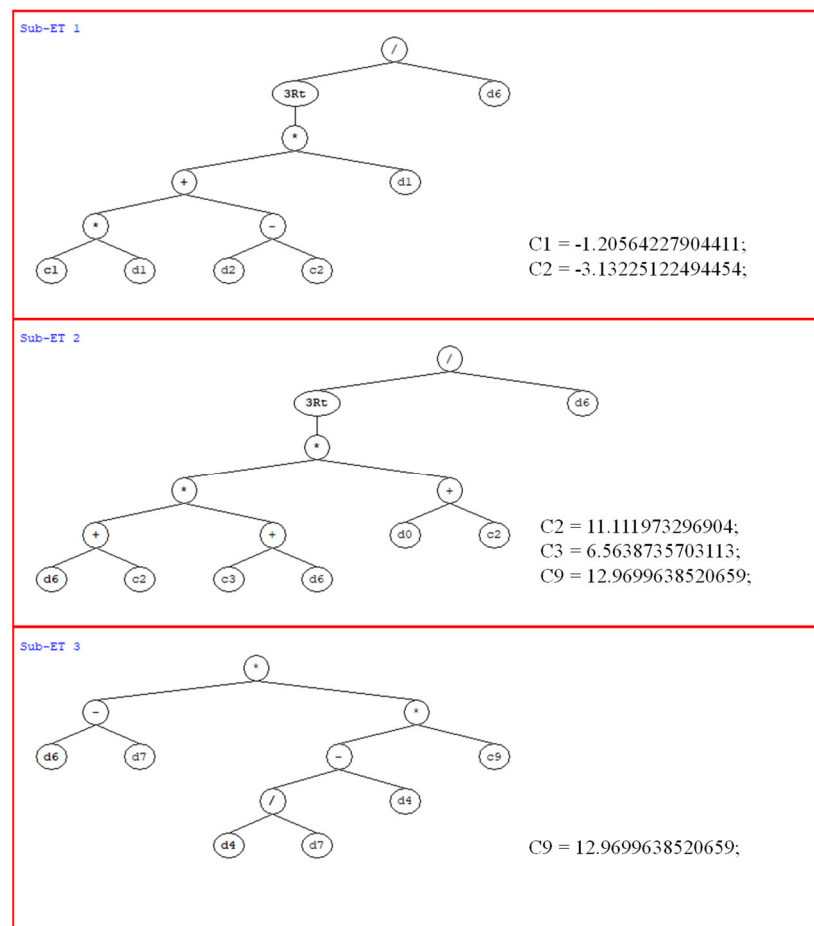 Sub-ET 1
/
3Rt d6
*
+ d1
* -
c1 d1 d2 c2
C1 = -1.20564227904411;
C2 = -3.13225122494454;
Sub-ET 2
/
3Rt d6
*
* +
+ + d0 c2
d6 c2 c3 d6
C2 = 11.111973296904;
C3 = 6.5638735703113;
C9 = 12.9699638520659;
Sub-ET 3
*
- *
d6 d7 - c9
/ d4
d4 d7
C9 = 12.9699638520659;